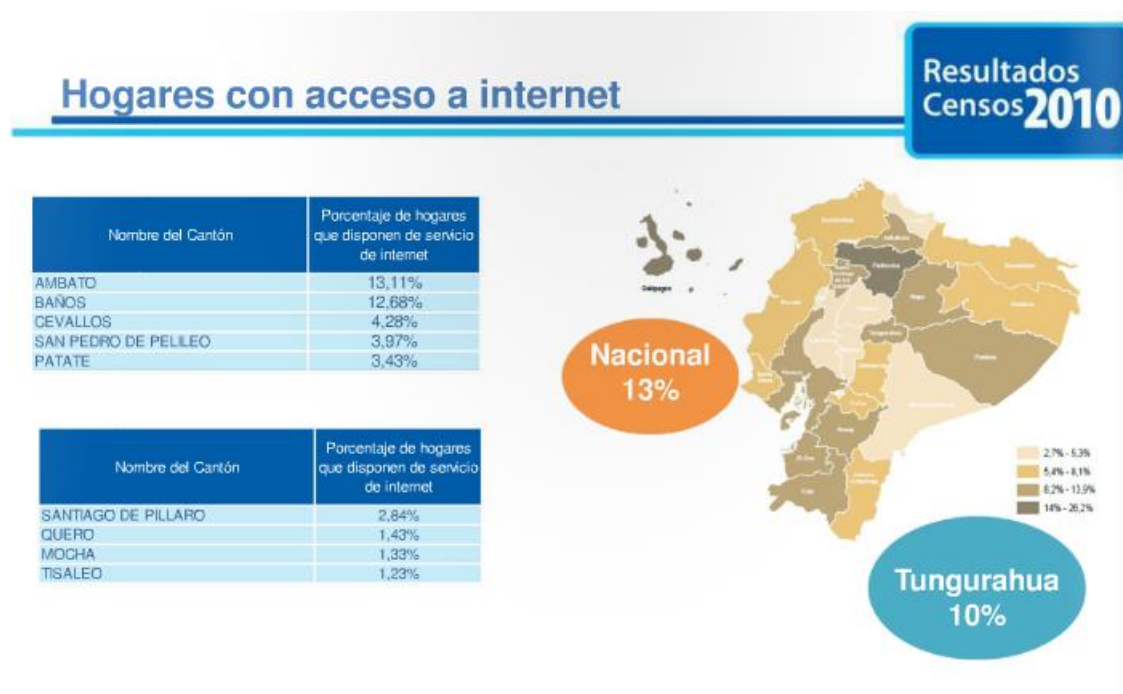 Hogares con acceso a internet
Resultados
Censos 2010
Nombre del Cantón
Porcentaje de hogares
que disponen de servicio
de internet
AMBATO 13,11%
BAÑOS 12,68%
CEVALLOS 4,28%
SAN PEDRO DE PELILEO 3,97%
PATATE 3,43%
Nombre del Cantón
Porcentaje de hogares
que disponen de servicio
de internet
SANTIAGO DE PILLARO 2,84%
QUERO 1,43%
MOCHA 1,33%
TISALEO 1,23%
Galápagos
Nacional
13%
2,7% - 5,3%
5,4% - 8,1%
8,2% - 13,9%
14% - 26,2%
Tungurahua
10%